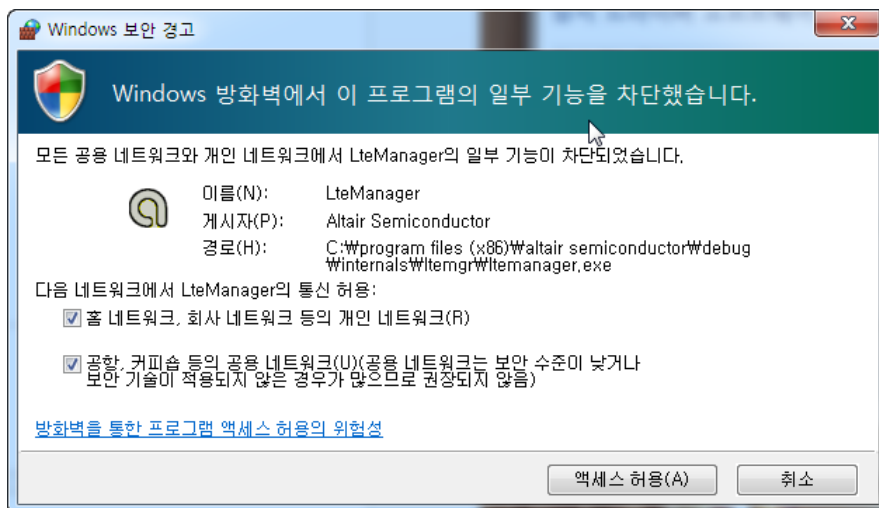 Windows 보안 경고
Windows 방화벽에서 이 프로그램의 일부 기능을 차단했습니다.
모든 공용 네트워크와 개인 네트워크에서 LteManager의 일부 기능이 차단되었습니다.
이름(N): LteManager
게시자(P): Altair Semiconductor
경로(H): C:₩program files (x86)₩altair semiconductor₩debug
₩internals₩ltemgr₩ltemanager.exe
다음 네트워크에서 LteManager의 통신 허용:
홈 네트워크, 회사 네트워크 등의 개인 네트워크(R)
공항, 커피숍 등의 공용 네트워크(U)(공용 네트워크는 보안 수준이 낮거나
보안 기술이 적용되지 않은 경우가 많으므로 권장되지 않음)
방화벽을 통한 프로그램 액세스 허용의 위험성
액세스 허용(A) 취소